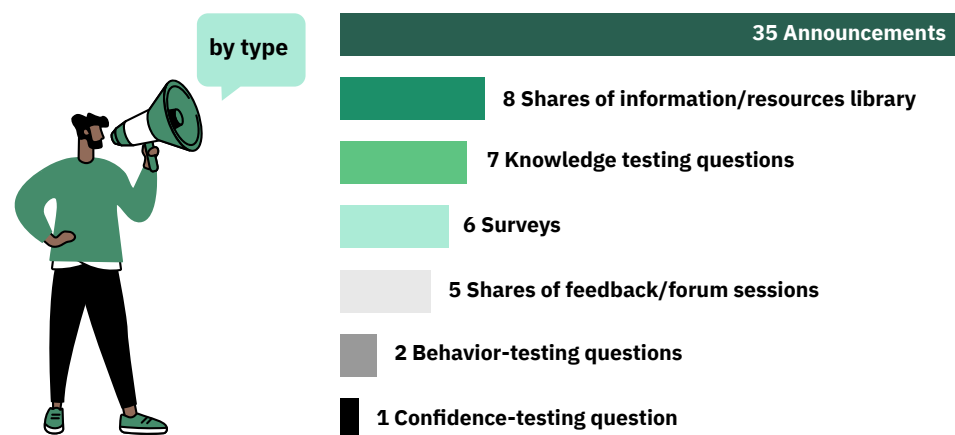 by type
35 Announcements
8 Shares of information/resources library
7 Knowledge testing questions
6 Surveys
5 Shares of feedback/forum sessions
2 Behavior-testing questions
1 Confidence-testing question